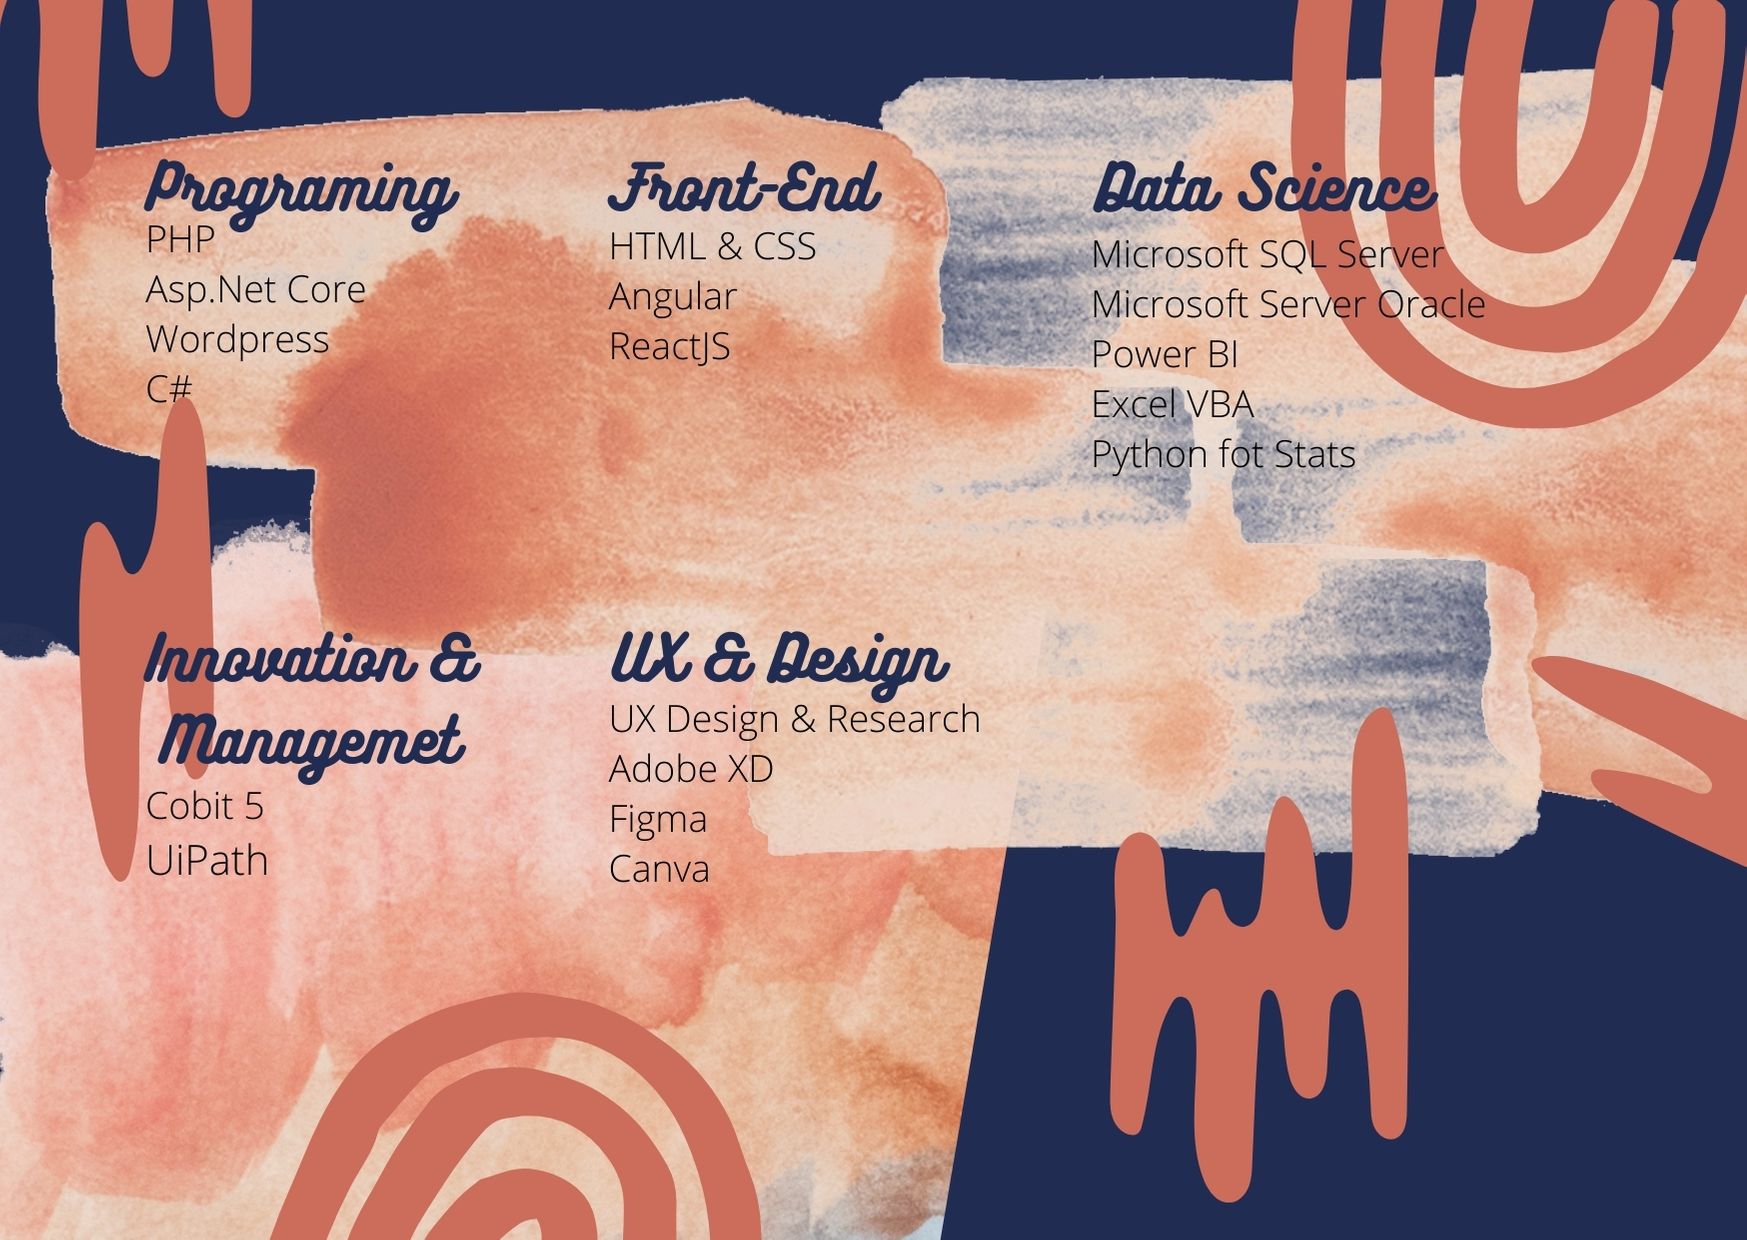 Programing
PHP
Asp.Net Core
Wordpress
C#
Front-End
HTML & CSS
Angular
ReactJS
Data Science
Microsoft SQL Server
Microsoft Server Oracle
Power BI
Excel VBA
Python fot Stats
Innovation &
Managemet
Cobit 5
UiPath
UX & Design
UX Design & Research
Adobe XD
Figma
Canva